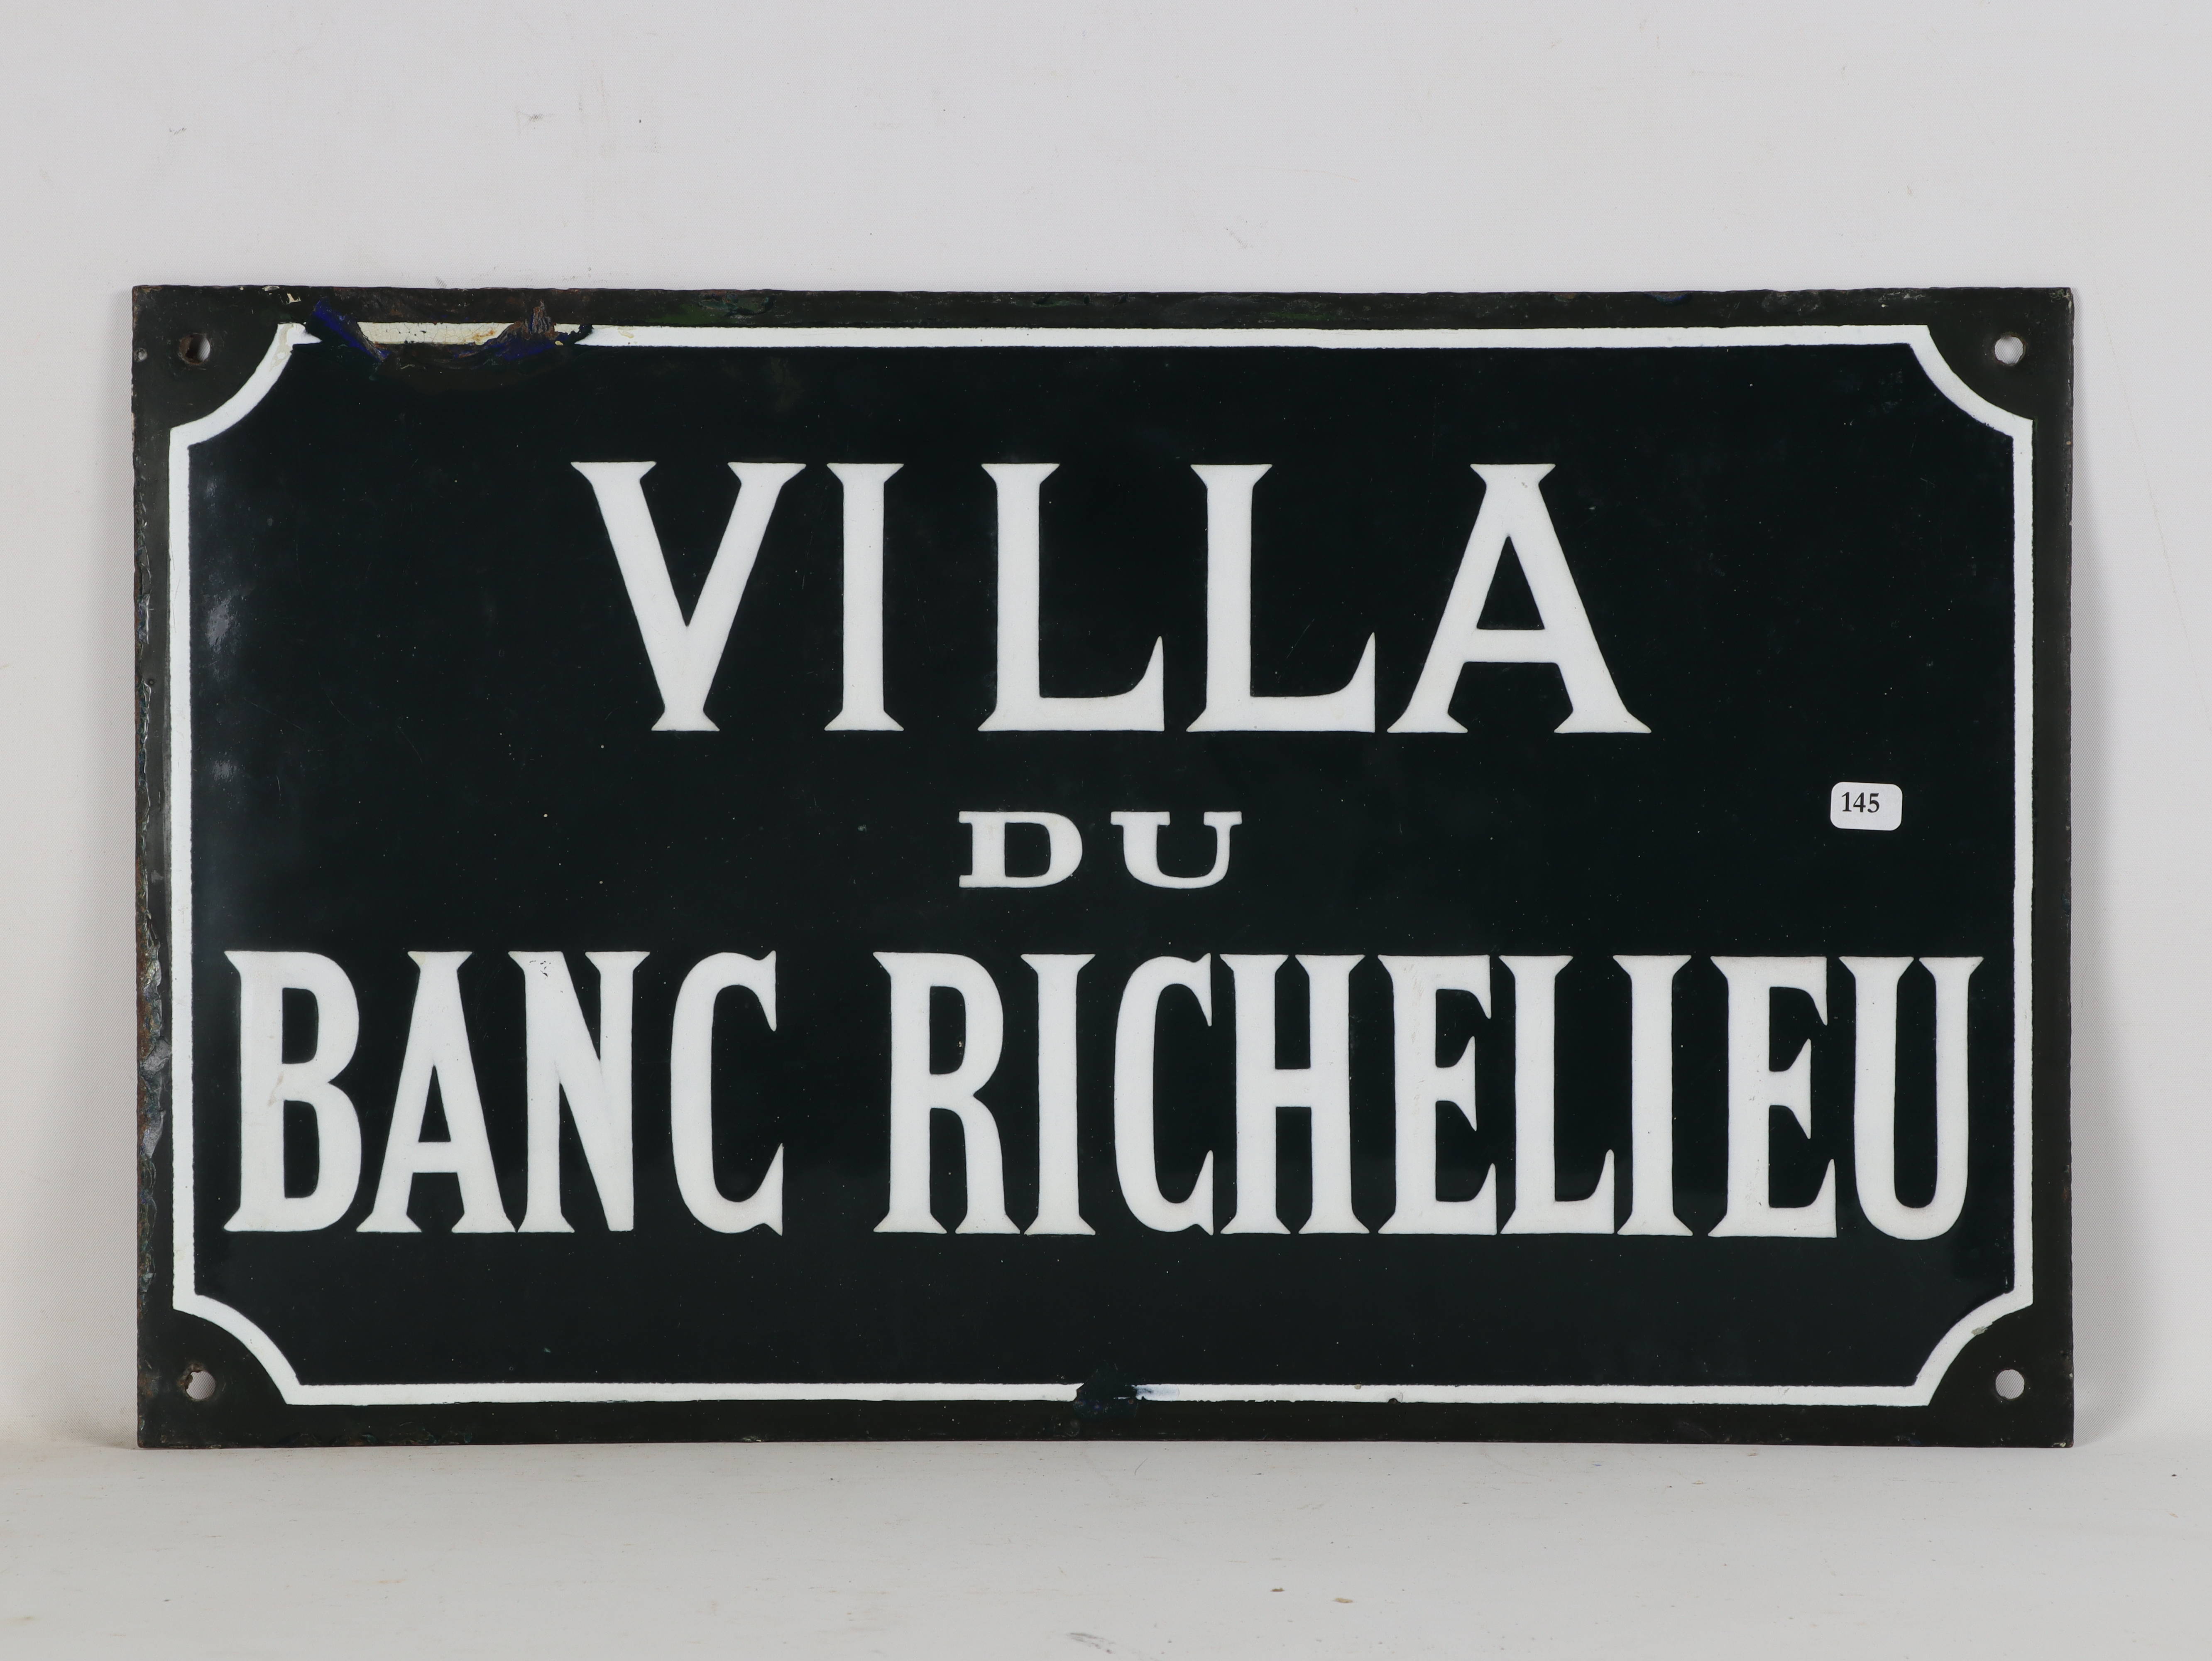 VILLA
DU
145
BANC RICHELIEU